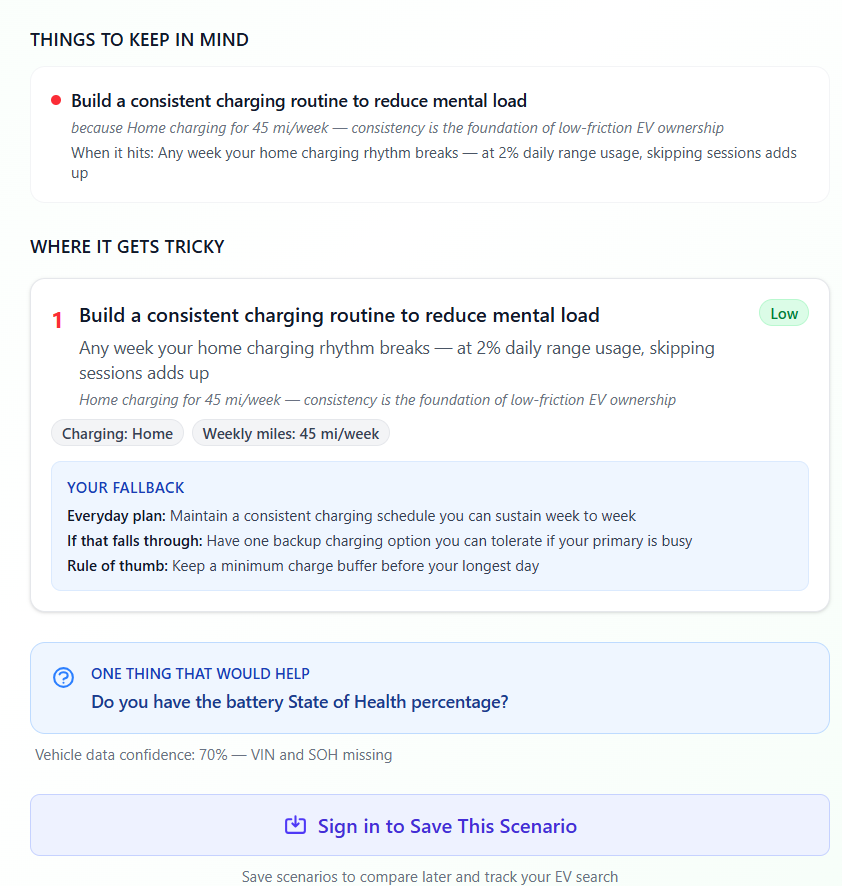 THINGS TO KEEP IN MIND
Build a consistent charging routine to reduce mental load
because Home charging for 45 mi/week — consistency is the foundation of low-friction EV ownership
When it hits: Any week your home charging rhythm breaks — at 2% daily range usage, skipping sessions adds
up
WHERE IT GETS TRICKY
1 Build a consistent charging routine to reduce mental load Low
Any week your home charging rhythm breaks — at 2% daily range usage, skipping
sessions adds up
Home charging for 45 mi/week — consistency is the foundation of low-friction EV ownership
Charging: Home Weekly miles: 45 mi/week
YOUR FALLBACK
Everyday plan: Maintain a consistent charging schedule you can sustain week to week
If that falls through: Have one backup charging option you can tolerate if your primary is busy
Rule of thumb: Keep a minimum charge buffer before your longest day
ONE THING THAT WOULD HELP
Do you have the battery State of Health percentage?
Vehicle data confidence: 70% — VIN and SOH missing
Sign in to Save This Scenario
Save scenarios to compare later and track your EV search